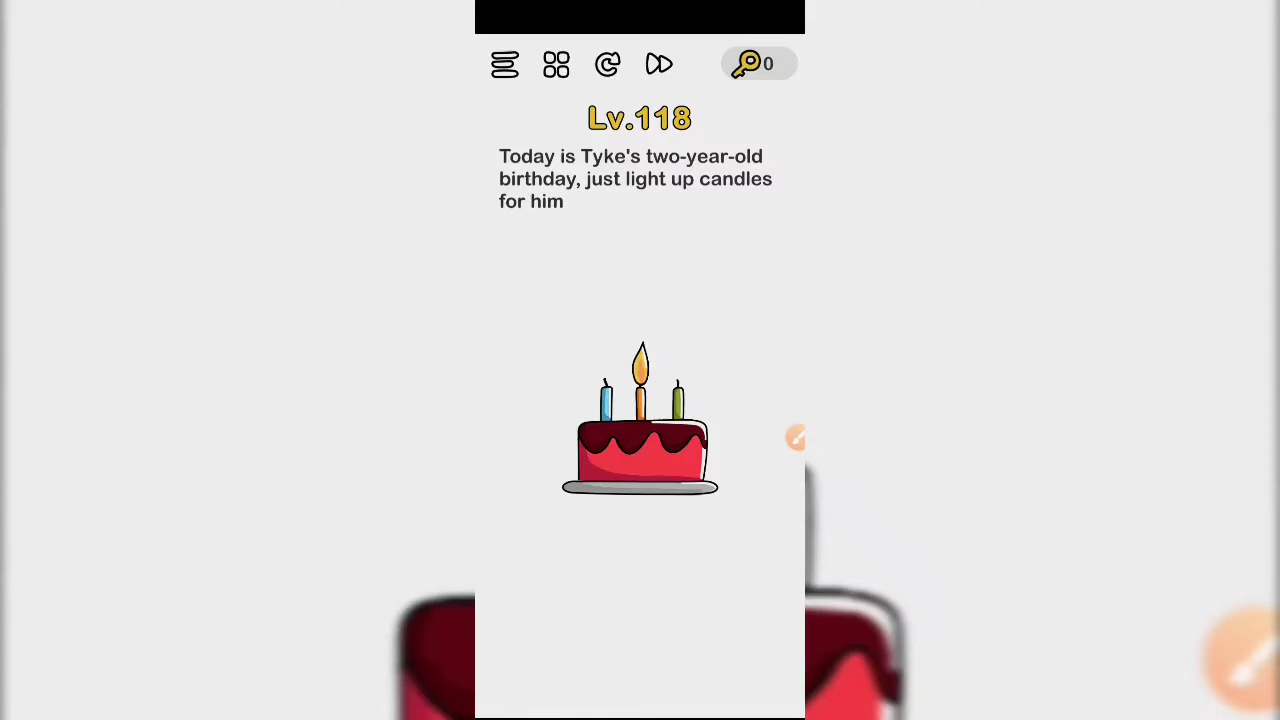 0
Lv.118
Today is Tyke's two-year-old
birthday, just light up candles
for him